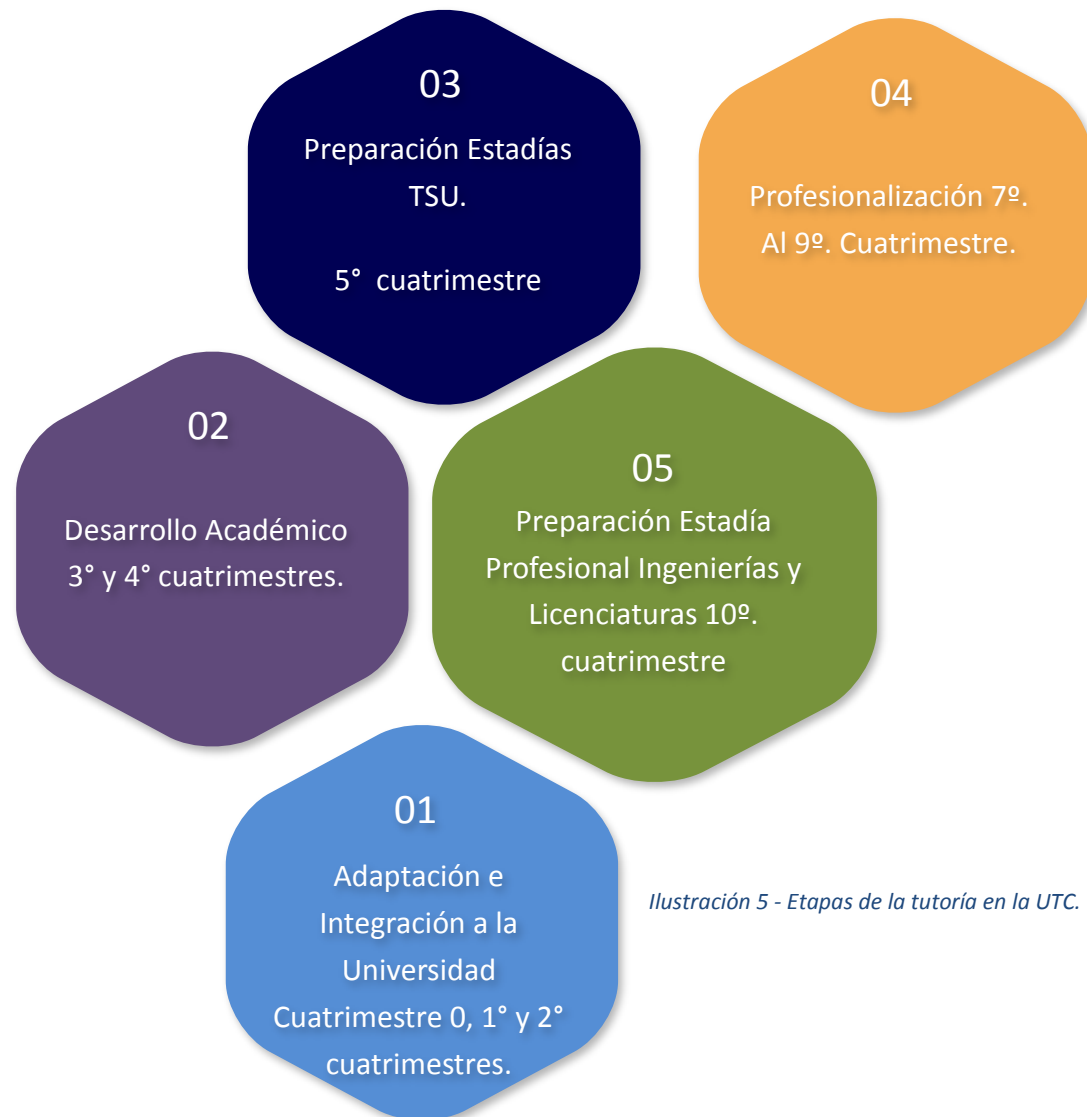 03
Preparación Estadías
TSU.
5° cuatrimestre
04
Profesionalización 7º.
Al 9º. Cuatrimestre.
02
Desarrollo Académico
3° y 4° cuatrimestres.
05
Preparación Estadía
Profesional Ingenierías y
Licenciaturas 10º.
cuatrimestre
01
Adaptación e
Integración a la
Universidad
Cuatrimestre 0, 1° y 2°
cuatrimestres.
Ilustración 5 - Etapas de la tutoría en la UTC.